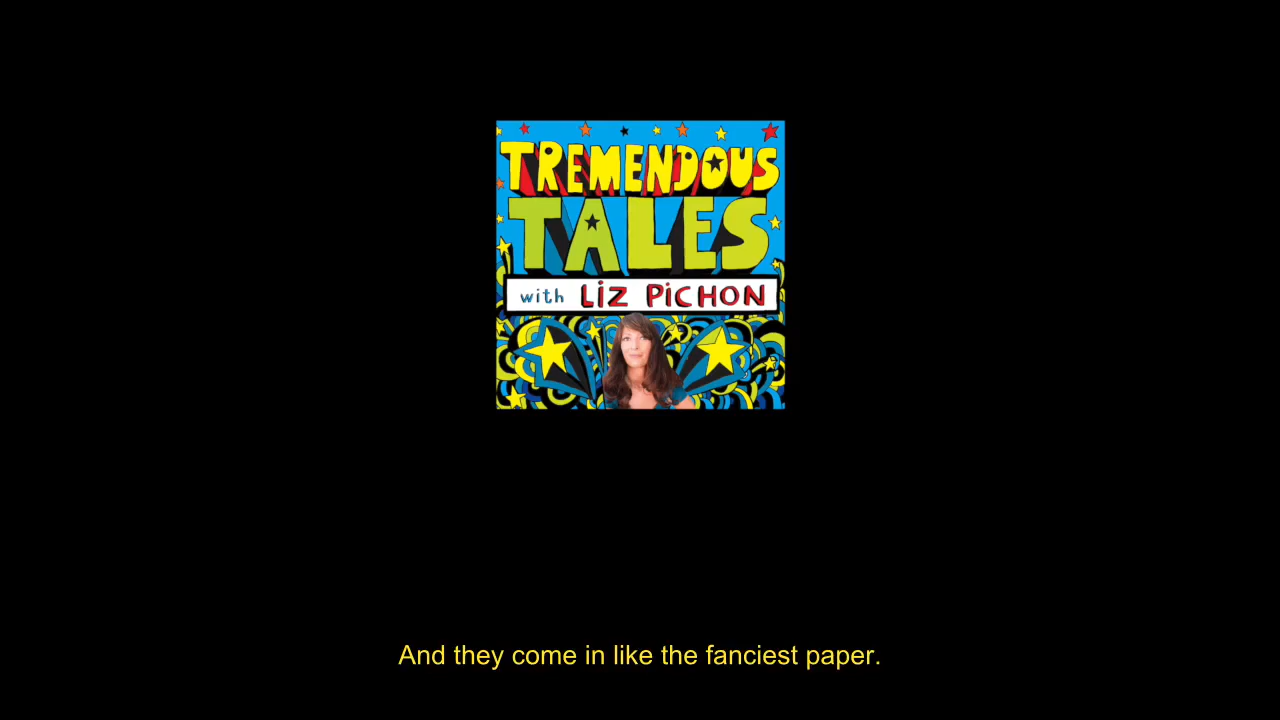 TREMENDOUS
TALES
with LiZ PiCHON
And they come in like the fanciest paper.